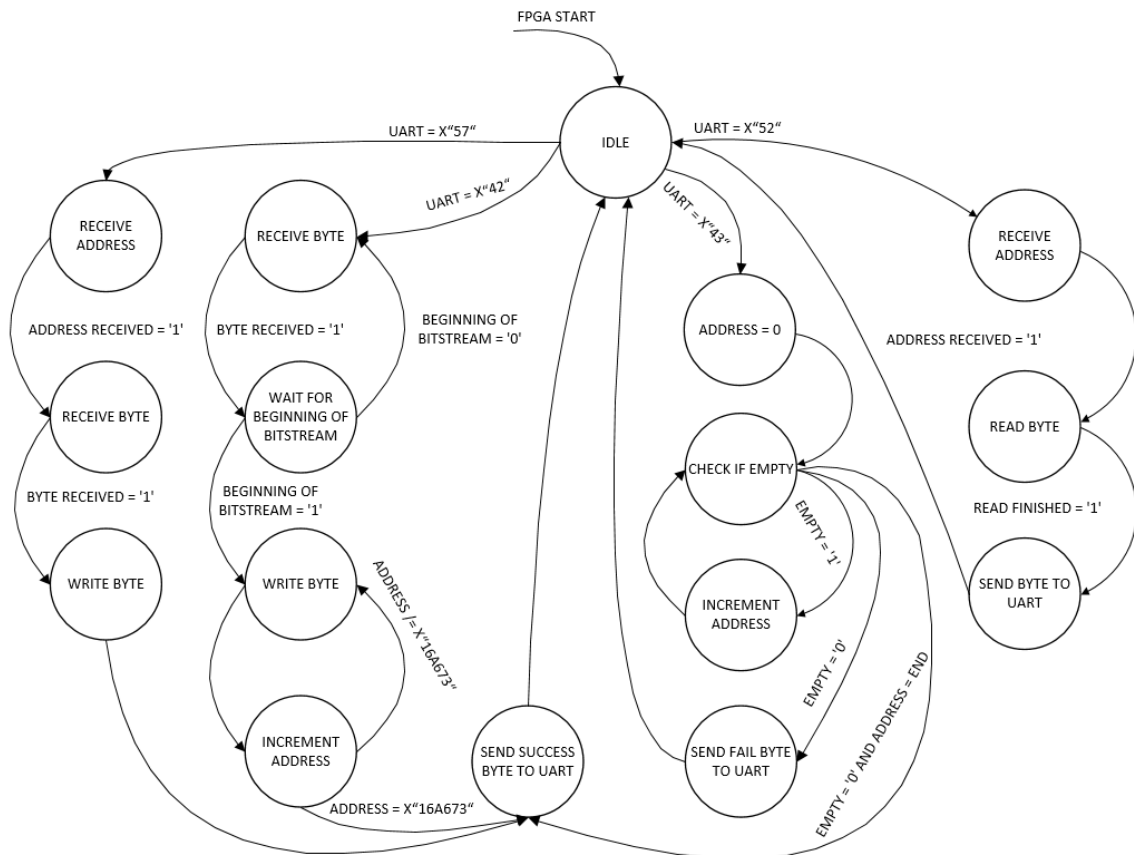 FPGA START
IDLE
UART = X“57“
UART = X“52“
UART = X“42“
UART = X“43“
RECEIVE
ADDRESS
RECEIVE BYTE
RECEIVE
ADDRESS
ADDRESS RECEIVED = '1'
BYTE RECEIVED = '1'
BEGINNING OF
BITSTREAM = '0'
ADDRESS = 0
ADDRESS RECEIVED = '1'
RECEIVE BYTE
WAIT FOR
BEGINNING OF
BITSTREAM
READ BYTE
CHECK IF EMPTY
BYTE RECEIVED = '1'
BEGINNING OF
BITSTREAM = '1'
EMPTY = '1'
READ FINISHED = '1'
WRITE BYTE
WRITE BYTE
ADDRESS /= X“16A673“
INCREMENT
ADDRESS
SEND BYTE TO
UART
EMPTY = '0'
EMPTY = '0' AND ADDRESS = END
INCREMENT
ADDRESS
SEND SUCCESS
BYTE TO UART
SEND FAIL BYTE
TO UART
ADDRESS = X“16A673“